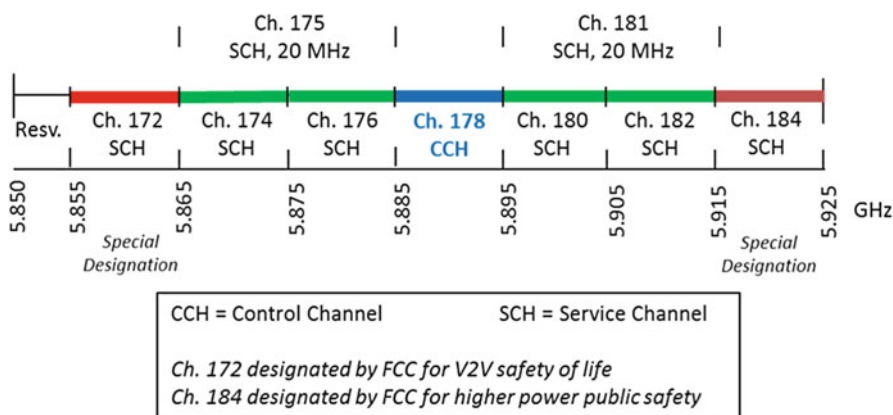 Ch. 175 Ch. 181
SCH, 20 MHz SCH, 20 MHz
Resv. Ch. 172 Ch. 174 Ch. 176 Ch. 178 Ch. 180 Ch. 182 Ch. 184
SCH SCH SCH CCH SCH SCH SCH
5.850 5.855 5.865 5.875 5.885 5.895 5.905 5.915 5.925 GHz
Special Special
Designation Designation
CCH = Control Channel SCH = Service Channel
Ch. 172 designated by FCC for V2V safety of life
Ch. 184 designated by FCC for higher power public safety